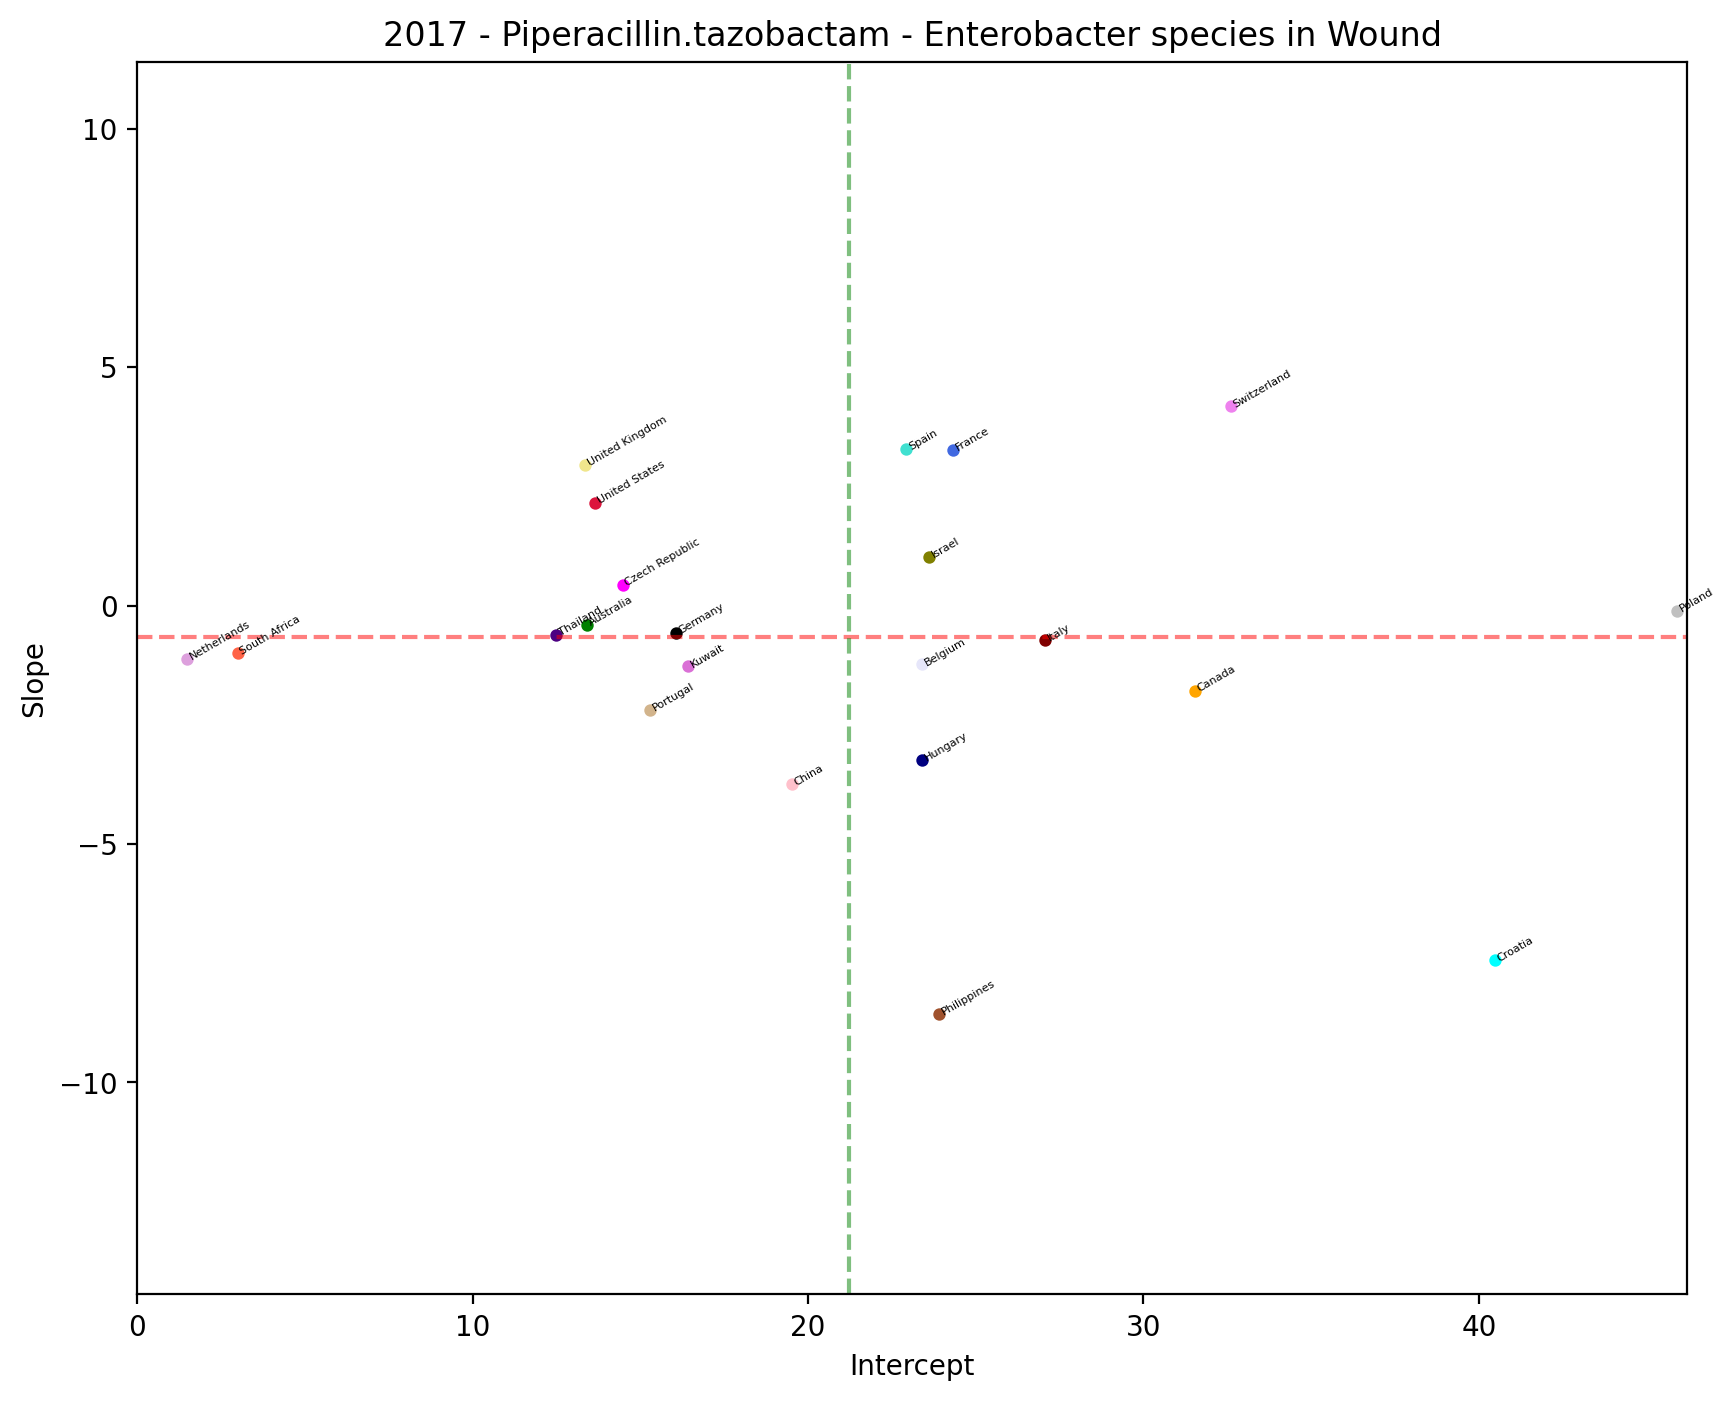 2017 - Piperacillin.tazobactam - Enterobacter species in Wound
10
5
0
−5
−10
Slope
Switzerland
United Kingdom
Spain
France
United States
Israel
Czech Republic
Poland
Thailand
Australia
Germany
Netherlands
South Africa
Italy
Kuwait
Belgium
Canada
Portugal
Hungary
China
Croatia
Philippines
0
10
20
30
40
Intercept